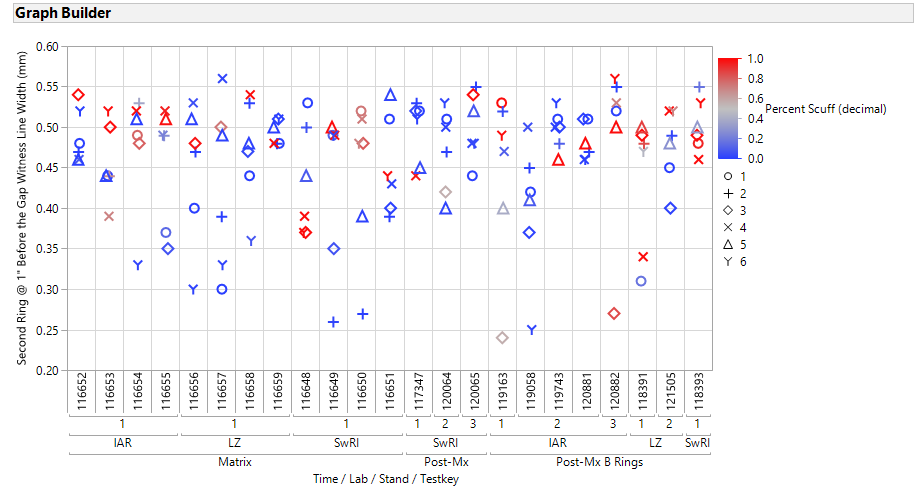 Graph Builder
Second Ring @ 1" Before the Gap Witness Line Width (mm)
0.60
0.55
0.50
0.45
0.40
0.35
0.30
0.25
0.20
116652 116653 116654 116655 116656 116657 116658 116659 116648 116649 116650 116651 117347 120064 120065 119163 119058 119743 120881 120882 118391 121505 118393
1 1 1 1 2 3 1 2 3 1 2 1
IAR LZ SwRI SwRI IAR LZ SwRI
Matrix Post-Mx Post-Mx B Rings
Time / Lab / Stand / Testkey
1.0
0.8
0.6
0.4
0.2
0.0
Percent Scuff (decimal)
1
2
3
4
5
6